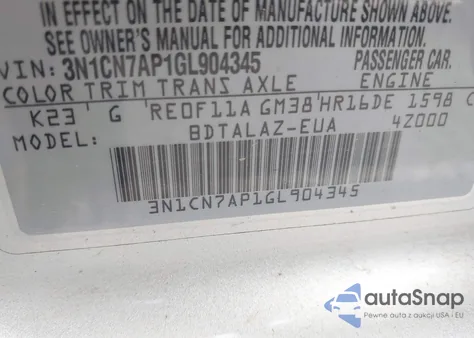 IN EFFECT ON THE DATE OF MANUFACTURE SHOWN ABOVE.
SEE OWNER'S MANUAL FOR ADDITIONAL INFORMATION.
VIN: 3N1CN7AP1GL904345 PASSENGER CAR.
COLOR TRIM TRANS AXLE ENGINE
K23 G RE0F11A GM38 HR16DE 1598 C
MODEL: BDTALAZ-EUA 4Z000
3N1CN7AP1GL904345
autoSnap
Pewne auta z aukcji USA i EU